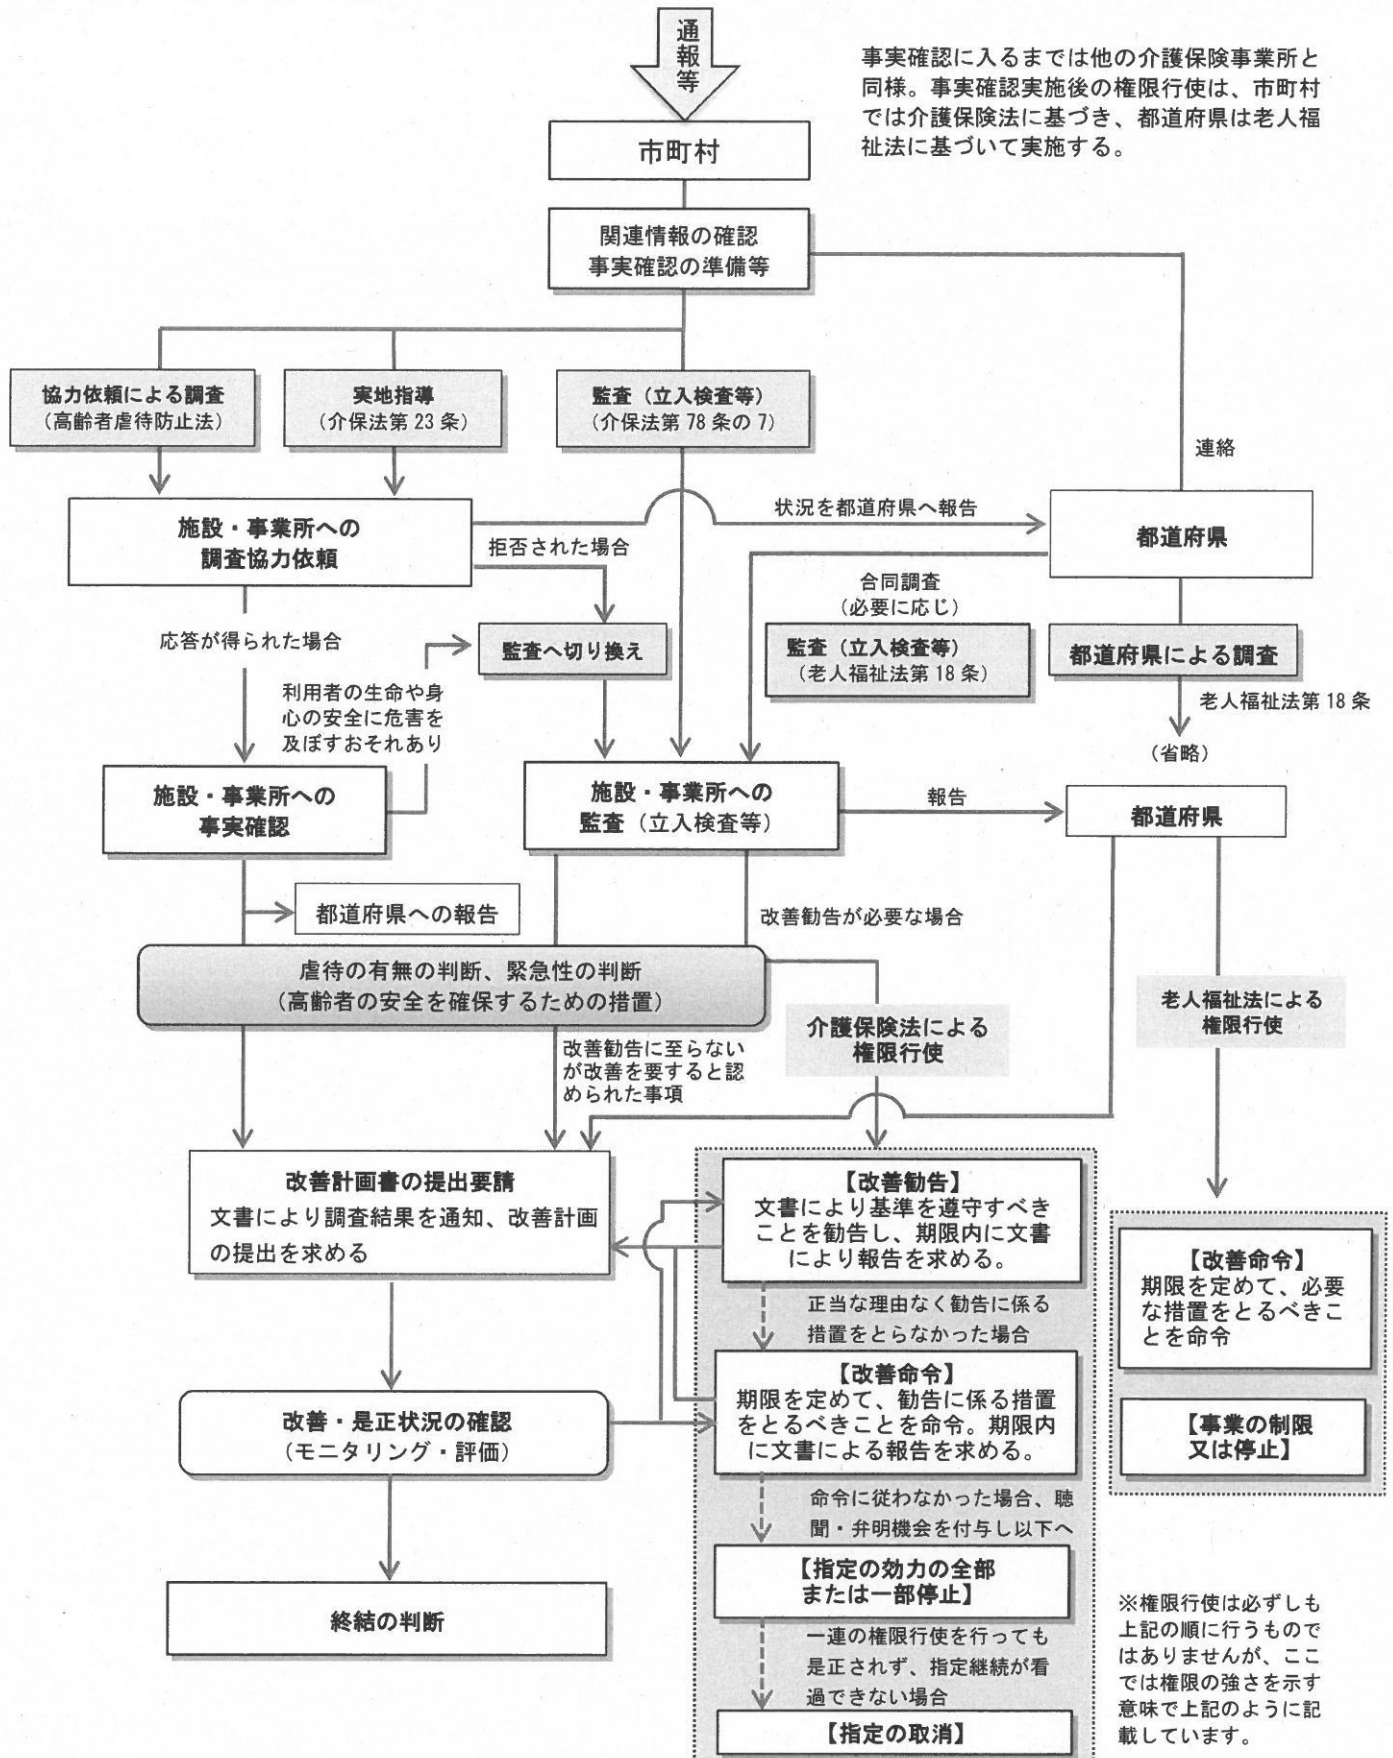 通報等
事実確認に入るまでは他の介護保険事業所と
同様。事実確認実施後の権限行使は、市町村
では介護保険法に基づき、都道府県は老人福
祉法に基づいて実施する。
市町村
関連情報の確認
事実確認の準備等
協力依頼による調査
（高齢者虐待防止法）
実地指導
（介保法第 23 条）
監査（立入検査等）
（介保法第 78 条の 7）
連絡
施設・事業所への
調査協力依頼
状況を都道府県へ報告
都道府県
拒否された場合
合同調査
（必要に応じ）
応答が得られた場合
監査へ切り換え
監査（立入検査等）
（老人福祉法第 18 条）
都道府県による調査
利用者の生命や身
心の安全に危害を
及ぼすおそれあり
老人福祉法第 18 条
（省略）
施設・事業所への
事実確認
施設・事業所への
監査（立入検査等）
報告
都道府県
都道府県への報告
改善勧告が必要な場合
虐待の有無の判断、緊急性の判断
（高齢者の安全を確保するための措置）
介護保険法による
権限行使
老人福祉法による
権限行使
改善勧告に至らない
が改善を要すると認
められた事項
改善計画書の提出要請
文書により調査結果を通知、改善計画
の提出を求める
【改善勧告】
文書により基準を遵守すべき
ことを勧告し、期限内に文書
により報告を求める。
【改善命令】
期限を定めて、必要
な措置をとるべきこ
とを命令
正当な理由なく勧告に係る
措置をとらなかった場合
【改善命令】
期限を定めて、勧告に係る措置
をとるべきことを命令。期限内
に文書による報告を求める。
改善・是正状況の確認
（モニタリング・評価）
【事業の制限
又は停止】
命令に従わなかった場合、聴
聞・弁明機会を付与し以下へ
【指定の効力の全部
または一部停止】
終結の判断
一連の権限行使を行っても
是正されず、指定継続が看
過できない場合
【指定の取消】
※権限行使は必ずしも
上記の順に行うもので
はありませんが、ここ
では権限の強さを示す
意味で上記のように記
載しています。